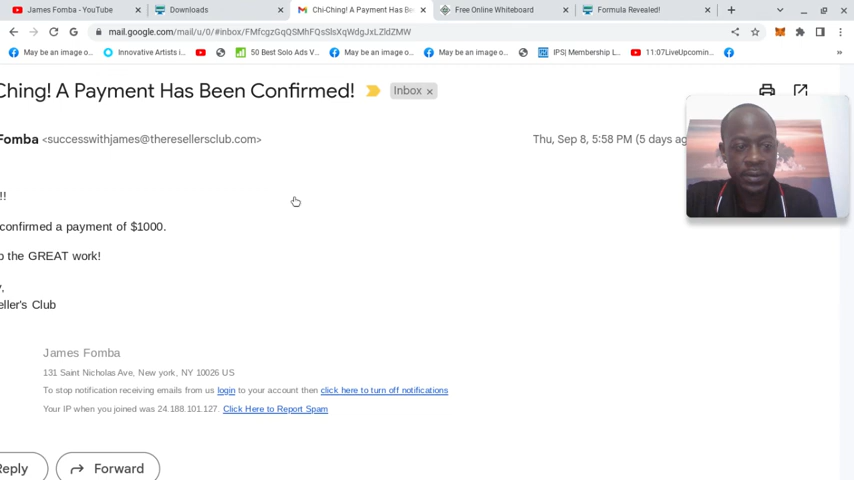 James Fomba - YouTube
Downloads
Chi-Ching! A Payment Has Be
Free Online Whiteboard
Formula Revealed!
mail.google.com/mail/u/0/#inbox/FMfcgzGqQSMhFQsSlsXqWdgJxLZldZMW
May be an image o...
Innovative Artists i...
50 Best Solo Ads V...
May be an image o...
May be an image o...
IPS| Membership L...
11:07LiveUpcomin...
Ching! A Payment Has Been Confirmed!
Inbox
Fomba <successwithjames@theresellersclub.com>
Thu, Sep 8, 5:58 PM (5 days ag
!!
confirmed a payment of $1000.
the GREAT work!
eller's Club
James Fomba
131 Saint Nicholas Ave, New york, NY 10026 US
To stop notification receiving emails from us login to your account then click here to turn off notifications
Your IP when you joined was 24.188.101.127. Click Here to Report Spam
Reply
Forward